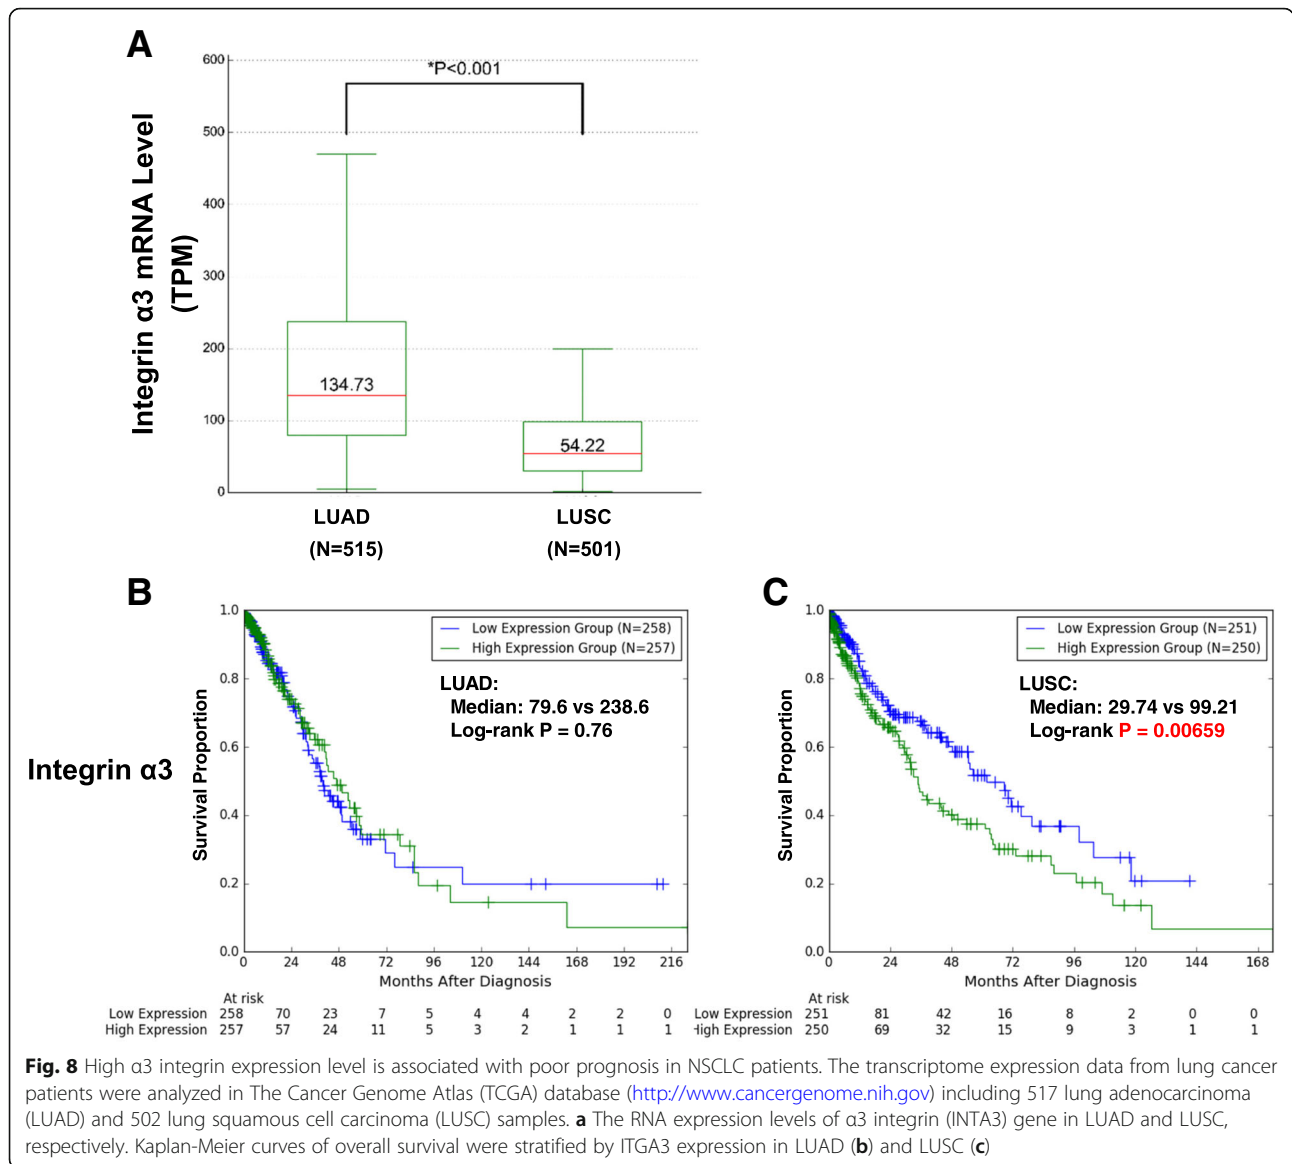 A
600
500
400
300
200
100
0
Integrin α3 mRNA Level
(TPM)
*P<0.001
134.73
54.22
LUAD
(N=515)
LUSC
(N=501)
B
Integrin α3
1.0
0.8
0.6
0.4
0.2
0.0
Survival Proportion
Low Expression Group (N=258)
High Expression Group (N=257)
LUAD:
Median: 79.6 vs 238.6
Log-rank P = 0.76
0 24 48 72 96 120 144 168 192 216
Months After Diagnosis
At risk
Low Expression 258 70 23 7 5 4 4 2 2 0
High Expression 257 57 24 11 5 3 2 1 1 1
C
1.0
0.8
0.6
0.4
0.2
0.0
Survival Proportion
Low Expression Group (N=251)
High Expression Group (N=250)
LUSC:
Median: 29.74 vs 99.21
Log-rank P = 0.00659
0 24 48 72 96 120 144 168
Months After Diagnosis
At risk
Low Expression 251 81 42 16 8 2 0 0
High Expression 250 69 32 15 9 3 1 1
Fig. 8 High α3 integrin expression level is associated with poor prognosis in NSCLC patients. The transcriptome expression data from lung cancer
patients were analyzed in The Cancer Genome Atlas (TCGA) database (http://www.cancergenome.nih.gov) including 517 lung adenocarcinoma
(LUAD) and 502 lung squamous cell carcinoma (LUSC) samples. a The RNA expression levels of α3 integrin (INTA3) gene in LUAD and LUSC,
respectively. Kaplan-Meier curves of overall survival were stratified by ITGA3 expression in LUAD (b) and LUSC (c)